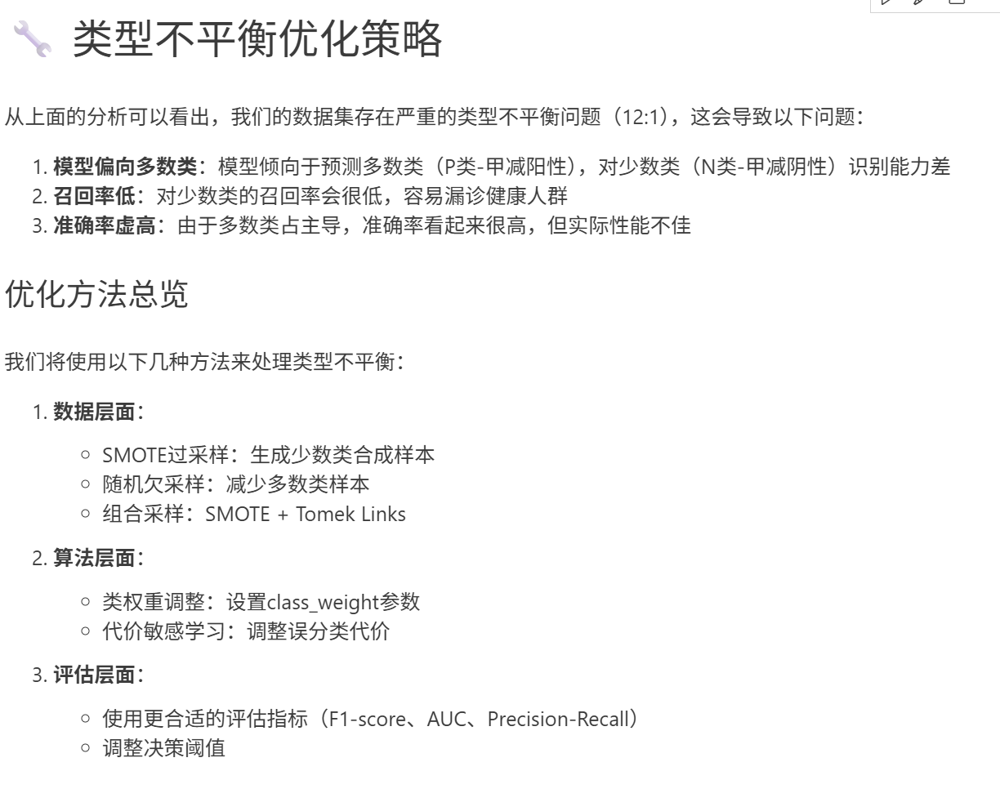 类型不平衡优化策略
从上面的分析可以看出，我们的数据集存在严重的类型不平衡问题（12:1），这会导致以下问题：
1. 模型偏向多数类：模型倾向于预测多数类（P类-甲减阳性），对少数类（N类-甲减阴性）识别能力差
2. 召回率低：对少数类的召回率会很低，容易漏诊健康人群
3. 准确率虚高：由于多数类占主导，准确率看起来很高，但实际性能不佳
优化方法总览
我们将使用以下几种方法来处理类型不平衡：
1. 数据层面：
○ SMOTE过采样：生成少数类合成样本
○ 随机欠采样：减少多数类样本
○ 组合采样：SMOTE + Tomek Links
2. 算法层面：
○ 类权重调整：设置class_weight参数
○ 代价敏感学习：调整误分类代价
3. 评估层面：
○ 使用更合适的评估指标（F1-score、AUC、Precision-Recall）
○ 调整决策阈值